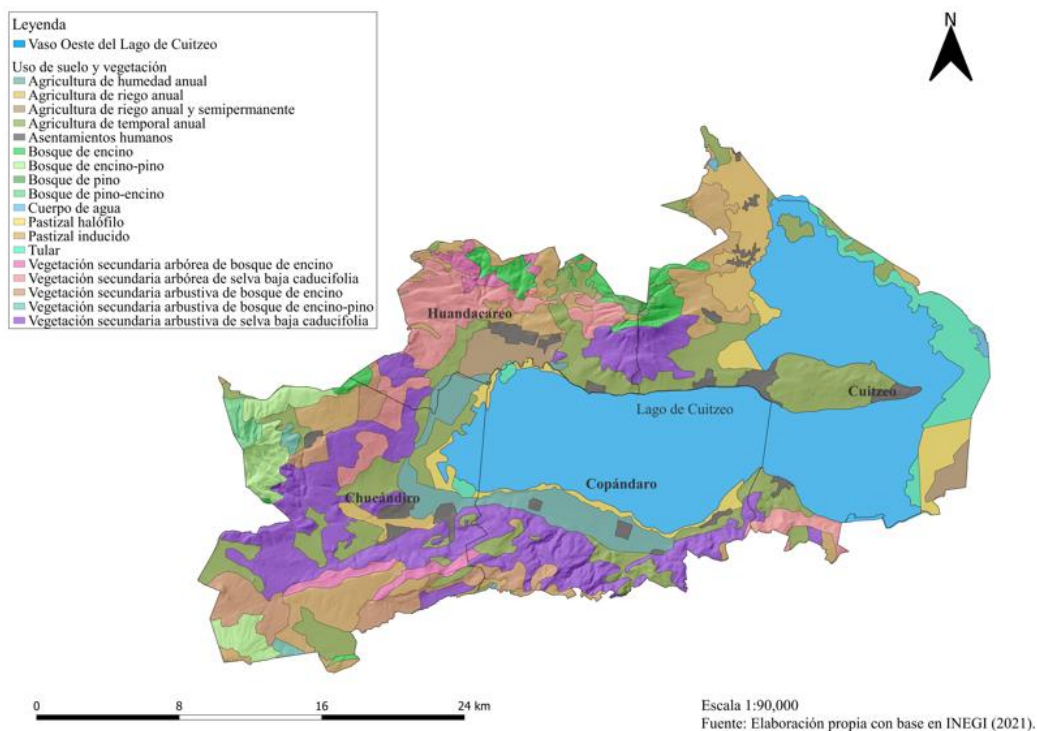 Leyenda
Vaso Oeste del Lago de Cuitzeo
Uso de suelo y vegetación
Agricultura de humedad anual
Agricultura de riego anual
Agricultura de riego anual y semipermanente
Agricultura de temporal anual
Asentamientos humanos
Bosque de encino
Bosque de encino-pino
Bosque de pino
Bosque de pino-encino
Cuerpo de agua
Pastizal halófilo
Pastizal inducido
Tular
Vegetación secundaria arbórea de bosque de encino
Vegetación secundaria arbórea de selva baja caducifolia
Vegetación secundaria arbustiva de bosque de encino
Vegetación secundaria arbustiva de bosque de encino-pino
Vegetación secundaria arbustiva de selva baja caducifolia
N
Huandacareo
Cuitzeo
Lago de Cuitzeo
Copándaro
Chucándiro
0 8 16 24 km
Escala 1:90,000
Fuente: Elaboración propia con base en INEGI (2021).